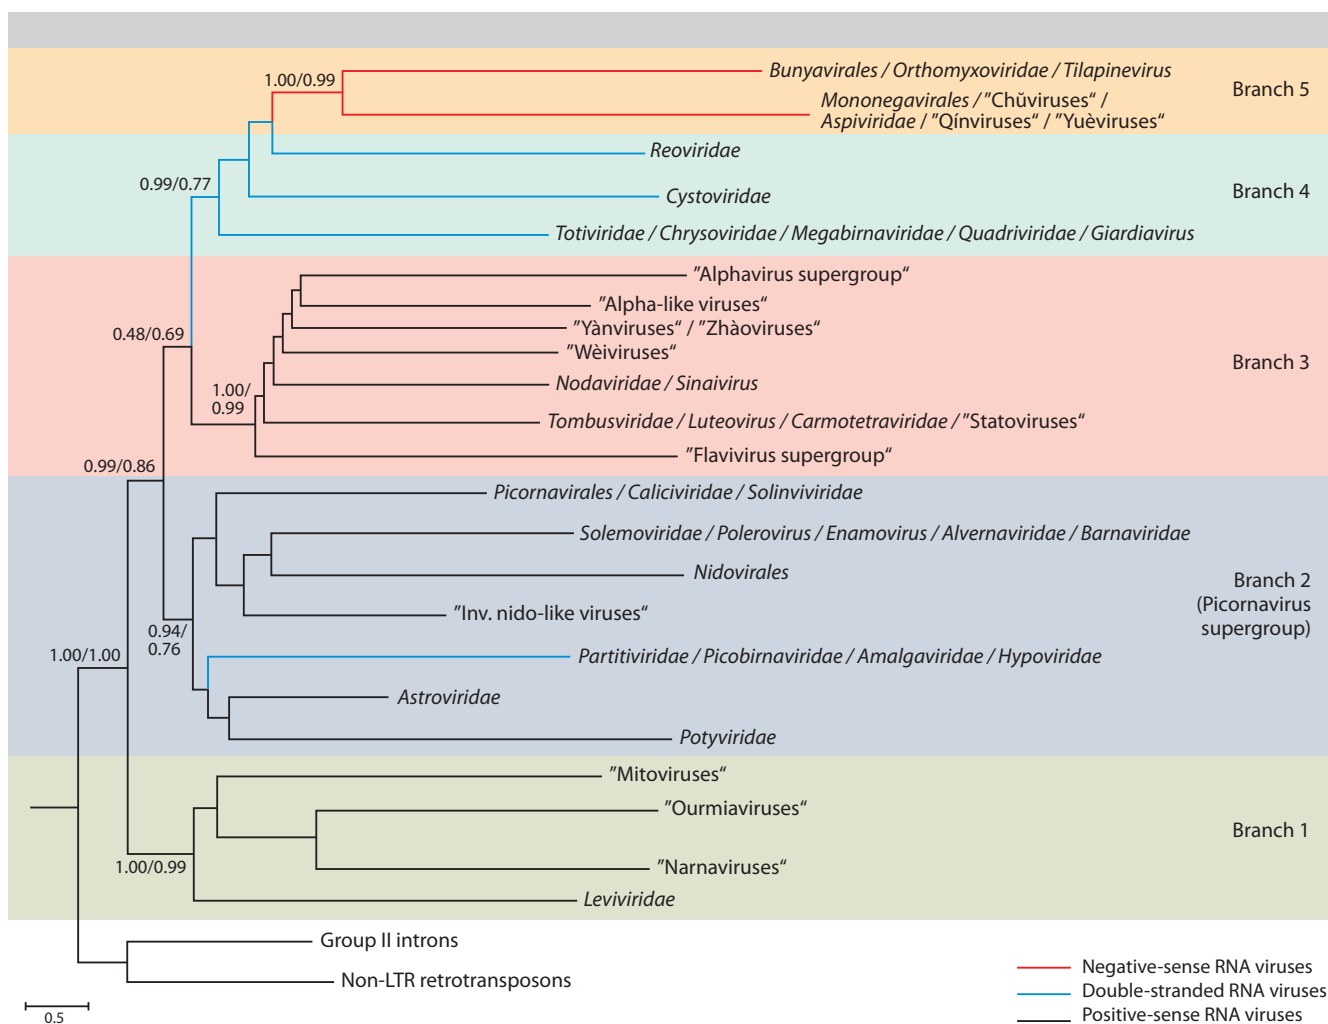 1.00/0.99
Bunyavirales / Orthomyxoviridae / Tilapinevirus
Mononegavirales / ”Chŭviruses“ /
Aspiviridae / ”Qínviruses“ / ”Yuèviruses“
Branch 5
Reoviridae
0.99/0.77
Cystoviridae
Branch 4
Totiviridae / Chrysoviridae / Megabirnaviridae / Quadriviridae / Giardiavirus
”Alphavirus supergroup“
”Alpha-like viruses“
0.48/0.69
”Yànviruses“ / ”Zhàoviruses“
”Wèiviruses“
Branch 3
1.00/
0.99
Nodaviridae / Sinaivirus
Tombusviridae / Luteovirus / Carmotetraviridae / ”Statoviruses“
”Flavivirus supergroup“
0.99/0.86
Picornavirales / Caliciviridae / Solinviviridae
Solemoviridae / Polerovirus / Enamovirus / Alvernaviridae / Barnaviridae
Nidovirales
Branch 2
(Picornavirus
supergroup)
”Inv. nido-like viruses“
0.94/
0.76
1.00/1.00
Partitiviridae / Picobirnaviridae / Amalgaviridae / Hypoviridae
Astroviridae
Potyviridae
”Mitoviruses“
”Ourmiaviruses“
Branch 1
1.00/0.99
”Narnaviruses“
Leviviridae
Group II introns
Non-LTR retrotransposons
0.5
Negative-sense RNA viruses
Double-stranded RNA viruses
Positive-sense RNA viruses